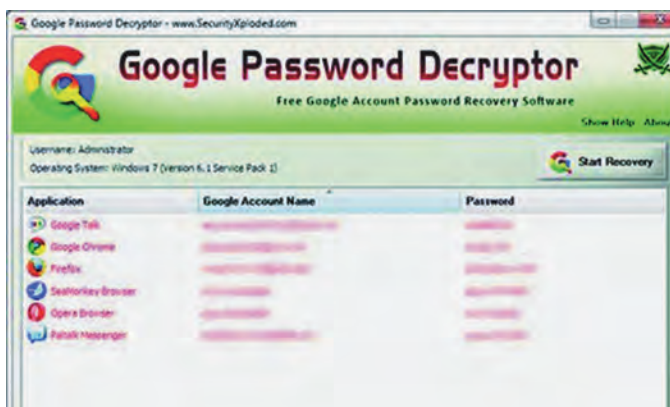 Google Password Decryptor - www.SecurityXploded.com
Google Password Decryptor
Free Google Account Password Recovery Software
Show Help Abou
Username: Administrator
Operating System: Windows 7 (Version 6.1 Service Pack 1)
Start Recovery
Application Google Account Name Password
Google Talk
Google Chrome
Firefox
SeaMonkey Browser
Opera Browser
Paltalk Messenger